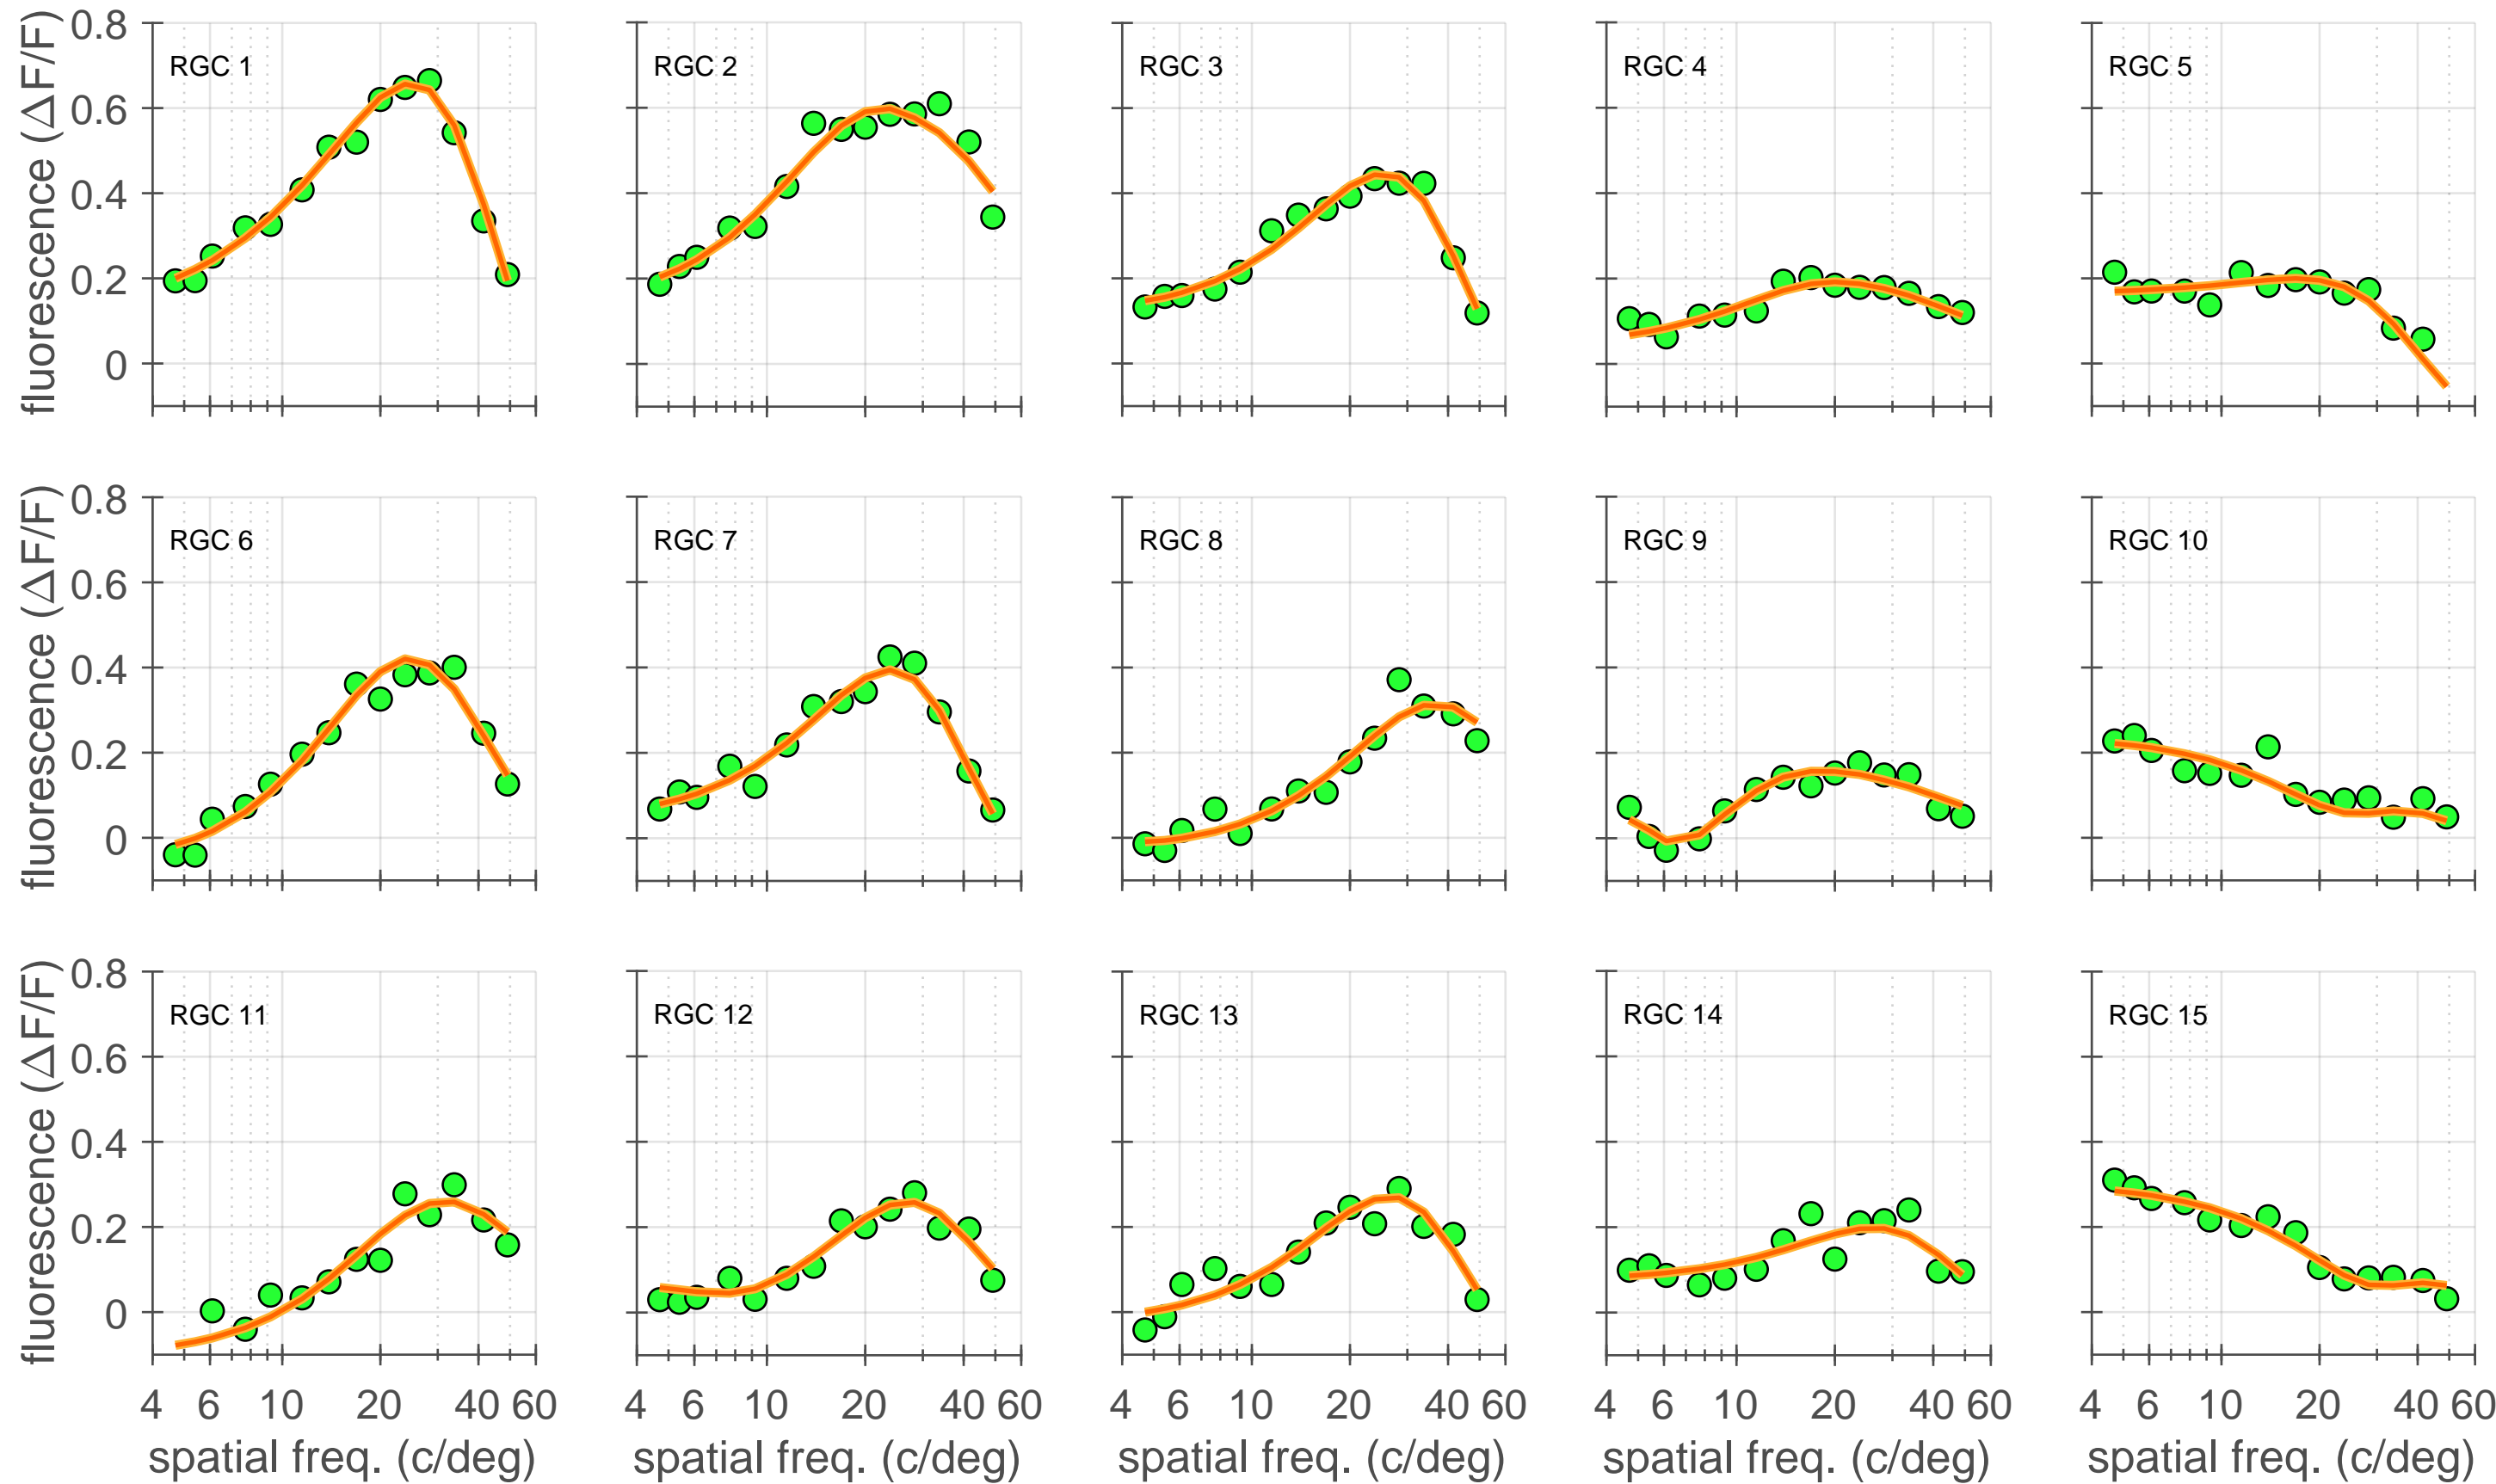 fluorescence (ΔF/F)
0.8
0.6
0.4
0.2
0
RGC 1
RGC 2
RGC 3
RGC 4
RGC 5
fluorescence (ΔF/F)
0.8
0.6
0.4
0.2
0
RGC 6
RGC 7
RGC 8
RGC 9
RGC 10
fluorescence (ΔF/F)
0.8
0.6
0.4
0.2
0
RGC 11
RGC 12
RGC 13
RGC 14
RGC 15
4 6 10 20 40 60
4 6 10 20 40 60
4 6 10 20 40 60
4 6 10 20 40 60
4 6 10 20 40 60
spatial freq. (c/deg)
spatial freq. (c/deg)
spatial freq. (c/deg)
spatial freq. (c/deg)
spatial freq. (c/deg)